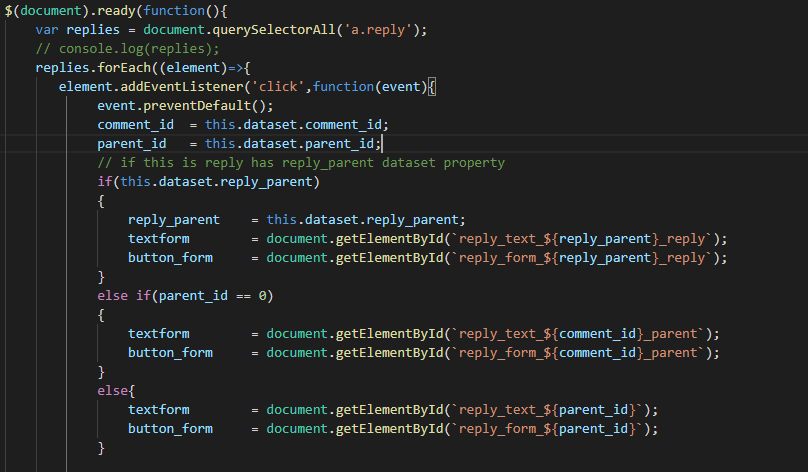 $(document).ready(function(){
var replies = document.querySelectorAll('a.reply');
// console.log(replies);
replies.forEach((element)=>{
element.addEventListener('click',function(event){
event.preventDefault();
comment_id  = this.dataset.comment_id;
parent_id   = this.dataset.parent_id;
// if this is reply has reply_parent dataset property
if(this.dataset.reply_parent)
{
reply_parent    = this.dataset.reply_parent;
textform        = document.getElementById(`reply_text_${reply_parent}_reply`);
button_form     = document.getElementById(`reply_form_${reply_parent}_reply`);
}
else if(parent_id == 0)
{
textform        = document.getElementById(`reply_text_${comment_id}_parent`);
button_form     = document.getElementById(`reply_form_${comment_id}_parent`);
}
else{
textform        = document.getElementById(`reply_text_${parent_id}`);
button_form     = document.getElementById(`reply_form_${parent_id}`);
}